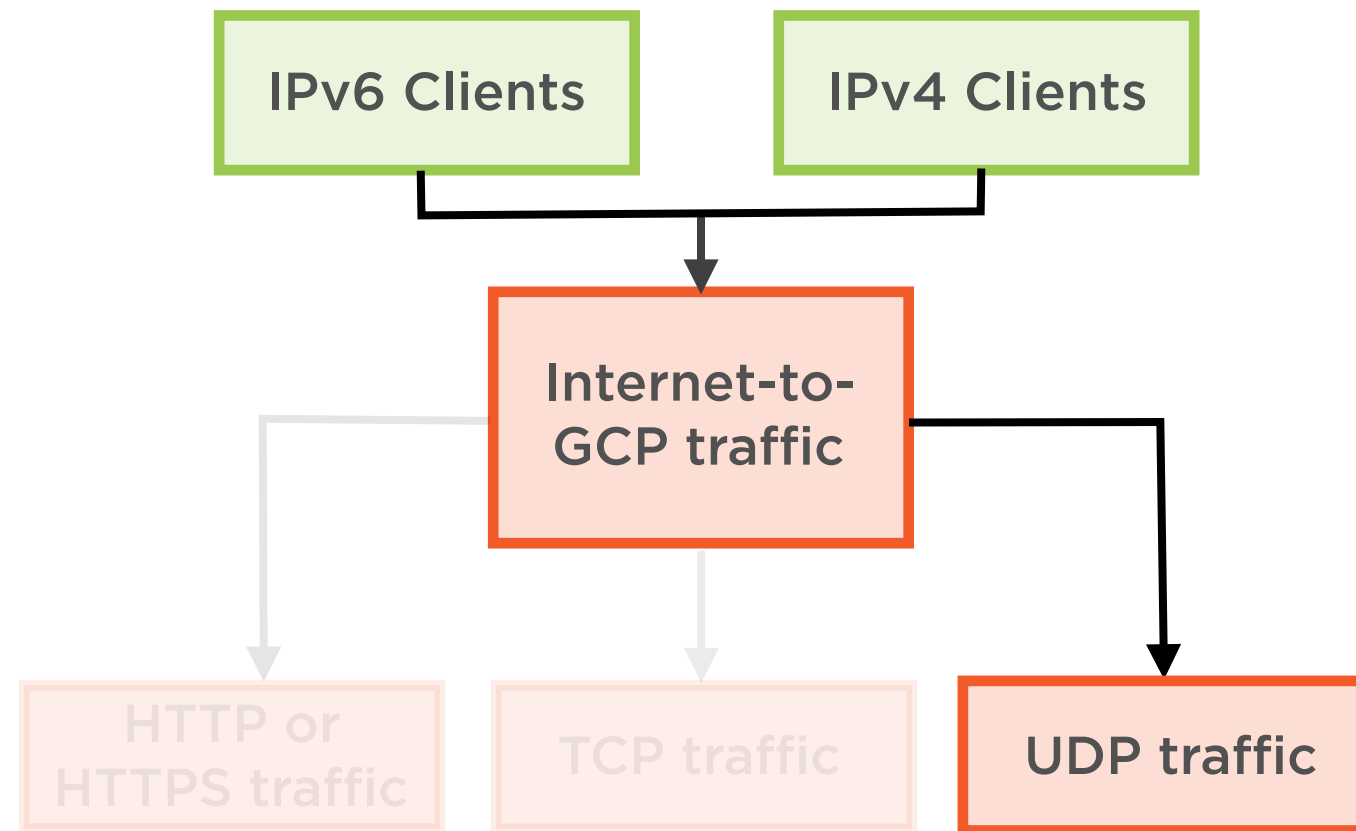 IPv6 Clients
IPv4 Clients
Internet-to-
GCP traffic
HTTP or
HTTPS traffic
TCP traffic
UDP traffic